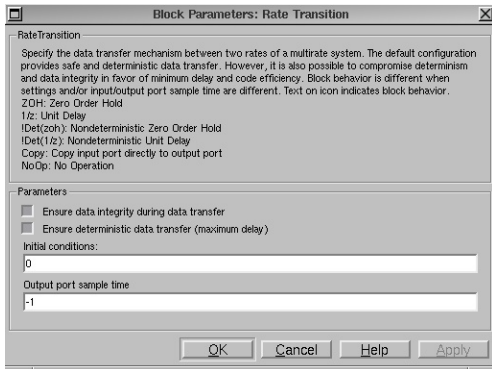 Block Parameters: Rate Transition
RateTransition
Specify the data transfer mechanism between two rates of a multirate system. The default configuration
provides safe and deterministic data transfer. However, it is also possible to compromise determinism
and data integrity in favor of minimum delay and code efficiency. Block behavior is different when
settings and/or input/output port sample time are different. Text on icon indicates block behavior.
ZOH: Zero Order Hold
1/z: Unit Delay
!Det(zoh): Nondeterministic Zero Order Hold
!Det(1/z): Nondeterministic Unit Delay
Copy: Copy input port directly to output port
NoOp: No Operation
Parameters
Ensure data integrity during data transfer
Ensure deterministic data transfer (maximum delay)
Initial conditions:
0
Output port sample time
-1
OK Cancel Help Apply